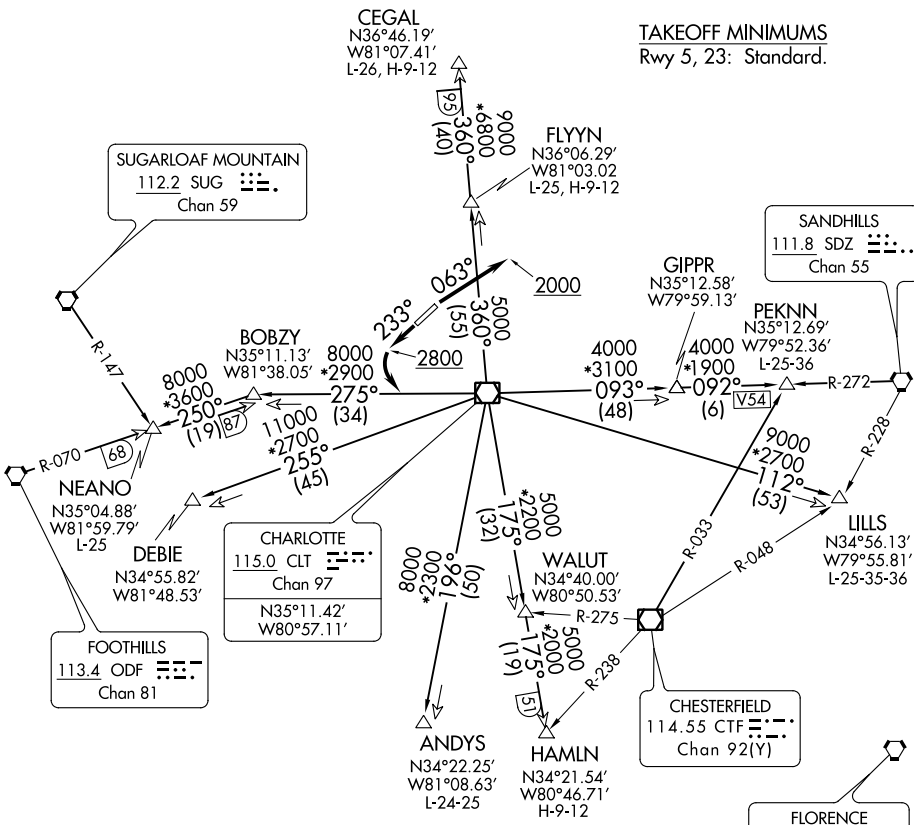 CEGAL
N36°46.19'
W81°07.41'
L-26, H-9-12
TAKEOFF MINIMUMS
Rwy 5, 23: Standard.
95
360°
(40)
9000
*6800
FLYYN
N36°06.29'
W81°03.02
L-25, H-9-12
SUGARLOAF MOUNTAIN
112.2 SUG
Chan 59
SANDHILLS
111.8 SDZ
Chan 55
063°
2000
233°
2800
5000
360°
(55)
GIPPR
N35°12.58'
W79°59.13'
PEKNN
N35°12.69'
W79°52.36'
L-25-36
BOBZY
N35°11.13'
W81°38.05'
R-147
8000
*2900
275°
(34)
4000
*3100
093°
(48)
4000
*1900
092°
(6)
V54
R-272
R-228
8000
*3600
250°
(19)
87
R-070
68
NEANO
N35°04.88'
W81°59.79'
L-25
11000
*2700
255°
(45)
DEBIE
N34°55.82'
W81°48.53'
9000
*2700
112°
(53)
LILLS
N34°56.13'
W79°55.81'
L-25-35-36
CHARLOTTE
115.0 CLT
Chan 97
N35°11.42'
W80°57.11'
5000
*2200
175°
(32)
8000
*2300
196°
(50)
WALUT
N34°40.00'
W80°50.53'
R-033
R-048
R-275
R-238
5000
*2000
175°
(19)
51
FOOTHILLS
113.4 ODF
Chan 81
CHESTERFIELD
114.55 CTF
Chan 92(Y)
ANDYS
N34°22.25'
W81°08.63'
L-24-25
HAMLN
N34°21.54'
W80°46.71'
H-9-12
FLORENCE